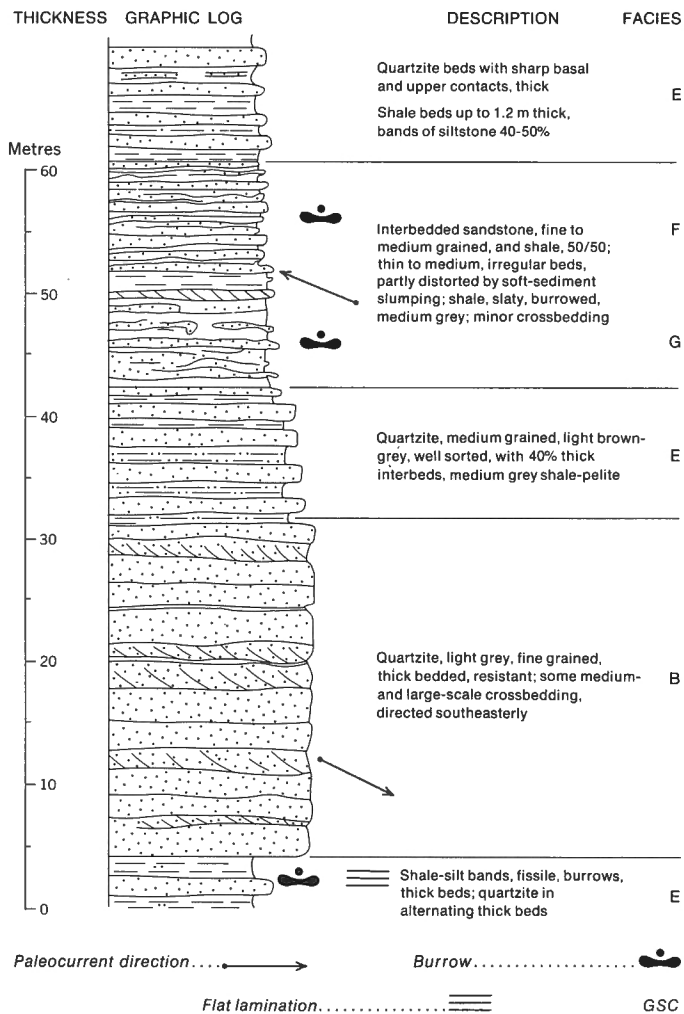 THICKNESS GRAPHIC LOG DESCRIPTION FACIES
Quartzite beds with sharp basal
and upper contacts, thick
E
Shale beds up to 1.2 m thick,
bands of siltstone 40-50%
Metres
60
Interbedded sandstone, fine to
F
medium grained, and shale, 50/50;
thin to medium, irregular beds,
partly distorted by soft-sediment
slumping; shale, slaty, burrowed,
medium grey; minor crossbedding
50
G
40
Quartzite, medium grained, light brown-
grey, well sorted, with 40% thick
E
interbeds, medium grey shale-pelite
30
20
Quartzite, light grey, fine grained,
thick bedded, resistant; some medium-
B
and large-scale crossbedding,
directed southeasterly
10
Shale-silt bands, fissile, burrows,
thick beds; quartzite in
E
alternating thick beds
0
Paleocurrent direction....
Burrow...................
Flat lamination..................
GSC